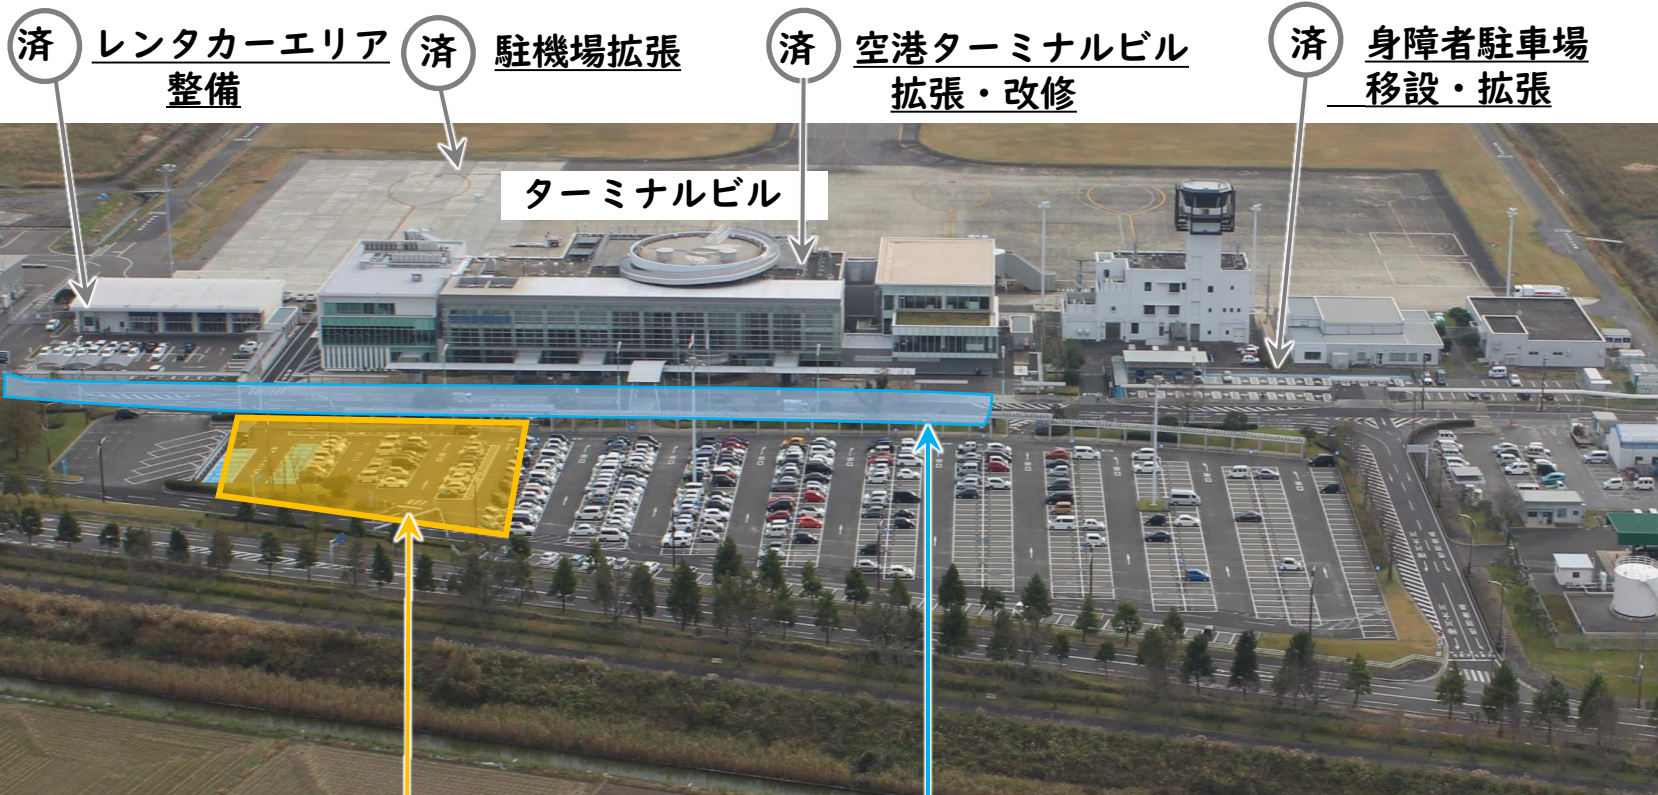 済
レンタカーエリア
整備
済
駐機場拡張
済
空港ターミナルビル
拡張・改修
済
身障者駐車場
移設・拡張
ターミナルビル